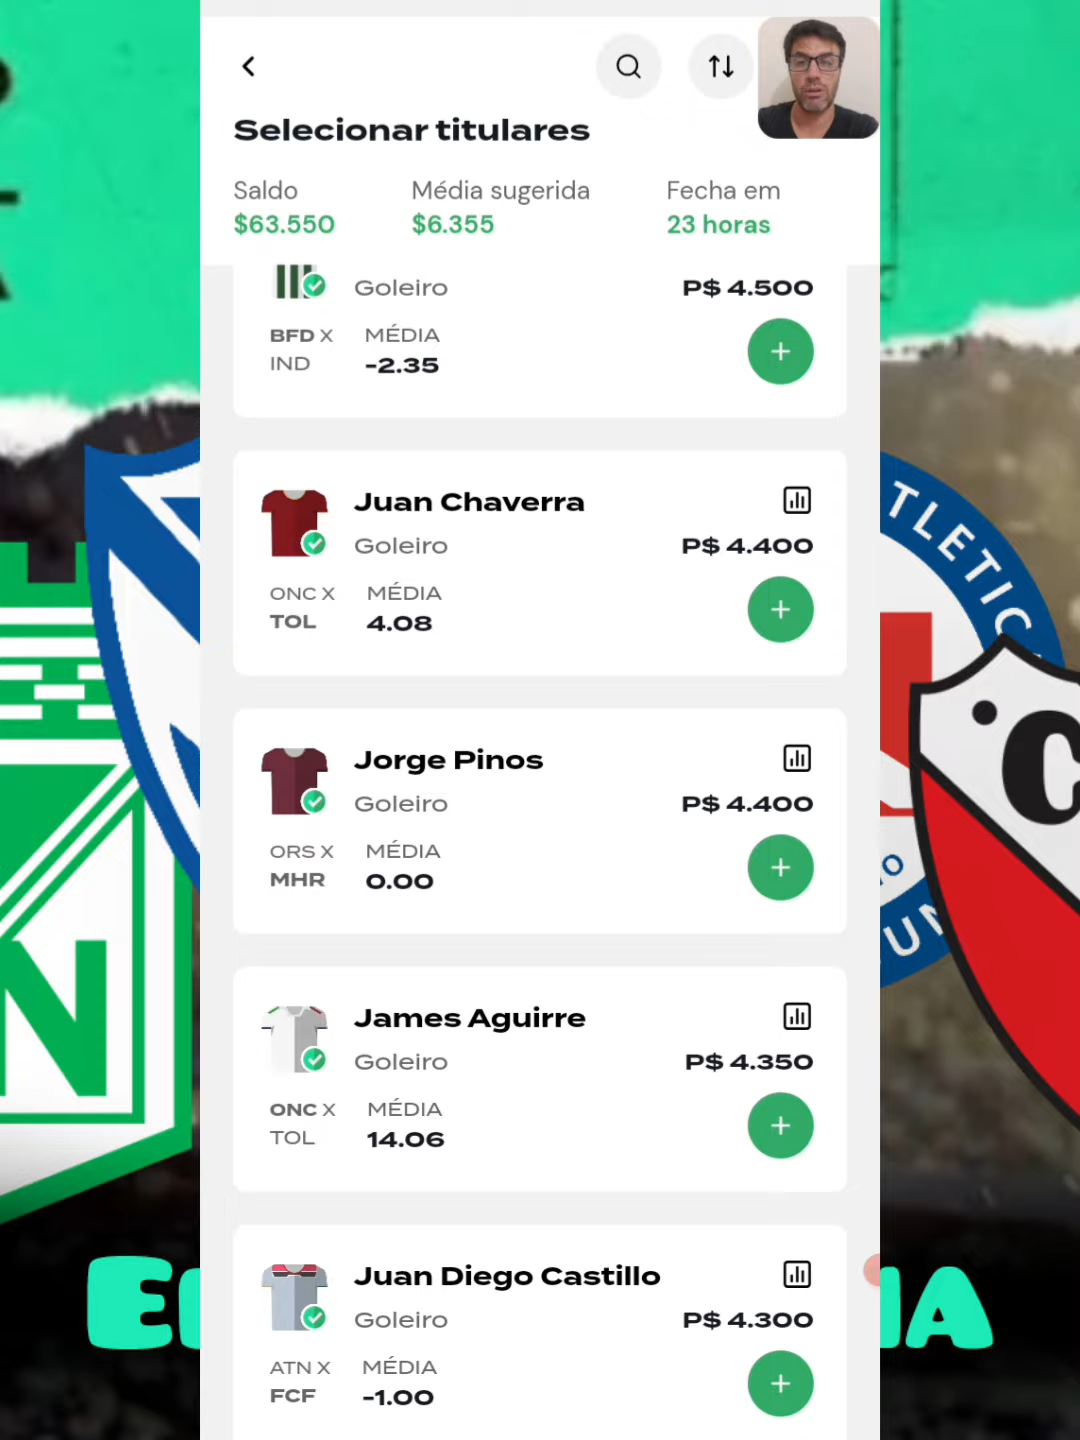 Selecionar titulares
Saldo
Média sugerida
Fecha em
$63.550
$6.355
23 horas
Goleiro
P$ 4.500
BFD X
IND
MÉDIA
-2.35
Juan Chaverra
Goleiro
P$ 4.400
ONC X
TOL
MÉDIA
4.08
Jorge Pinos
Goleiro
P$ 4.400
ORS X
MHR
MÉDIA
0.00
James Aguirre
Goleiro
P$ 4.350
ONC X
TOL
MÉDIA
14.06
Juan Diego Castillo
Goleiro
P$ 4.300
ATN X
FCF
MÉDIA
-1.00
TLETIC
N